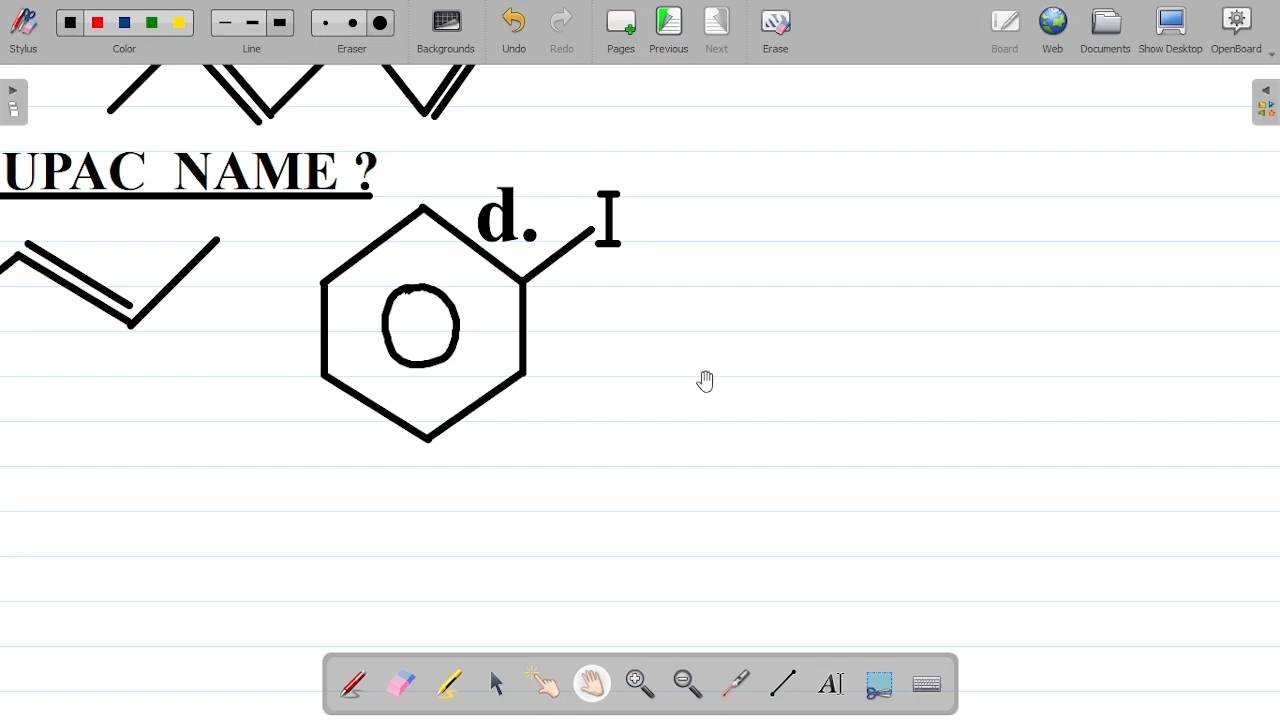 Stylus Color Line Eraser Backgrounds Undo Redo Pages Previous Next Erase Board Web Documents Show Desktop OpenBoard
UPAC NAME ?
d. I